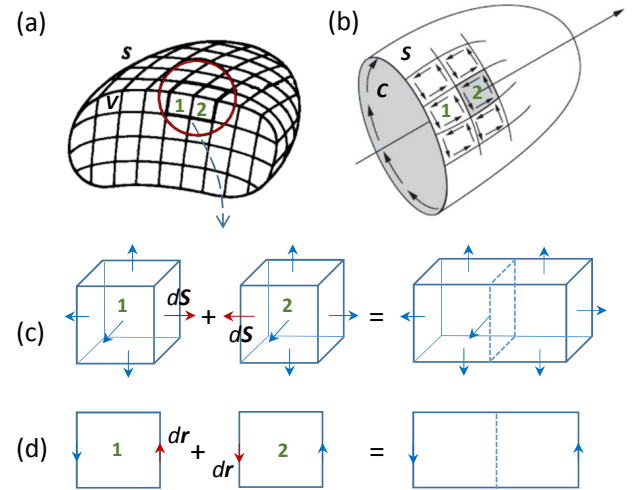 (a)
S
V
1 2
(b)
S
C
1
2
(c)
1
dS
+
dS
2
=
(d)
1
dr
+
dr
2
=